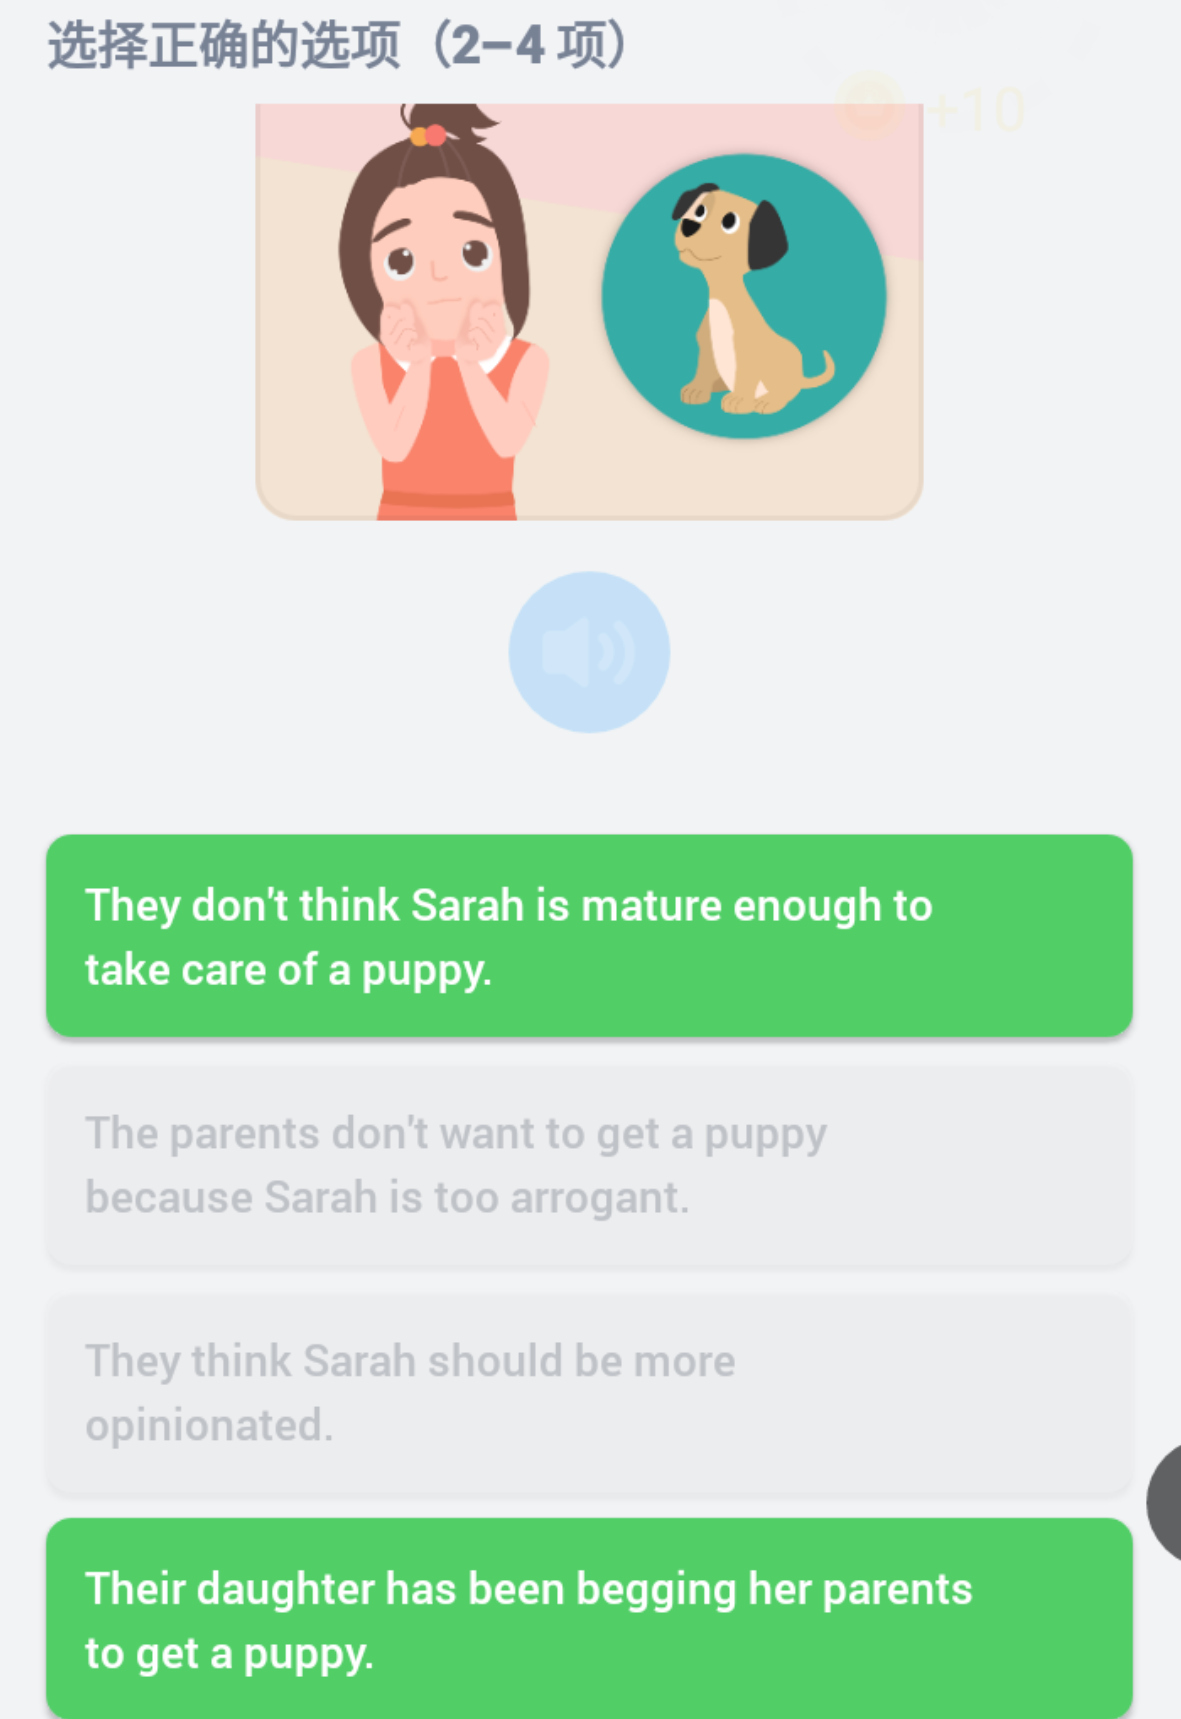 选择正确的选项（2–4 项）
+10
They don't think Sarah is mature enough to
take care of a puppy.
The parents don't want to get a puppy
because Sarah is too arrogant.
They think Sarah should be more
opinionated.
Their daughter has been begging her parents
to get a puppy.